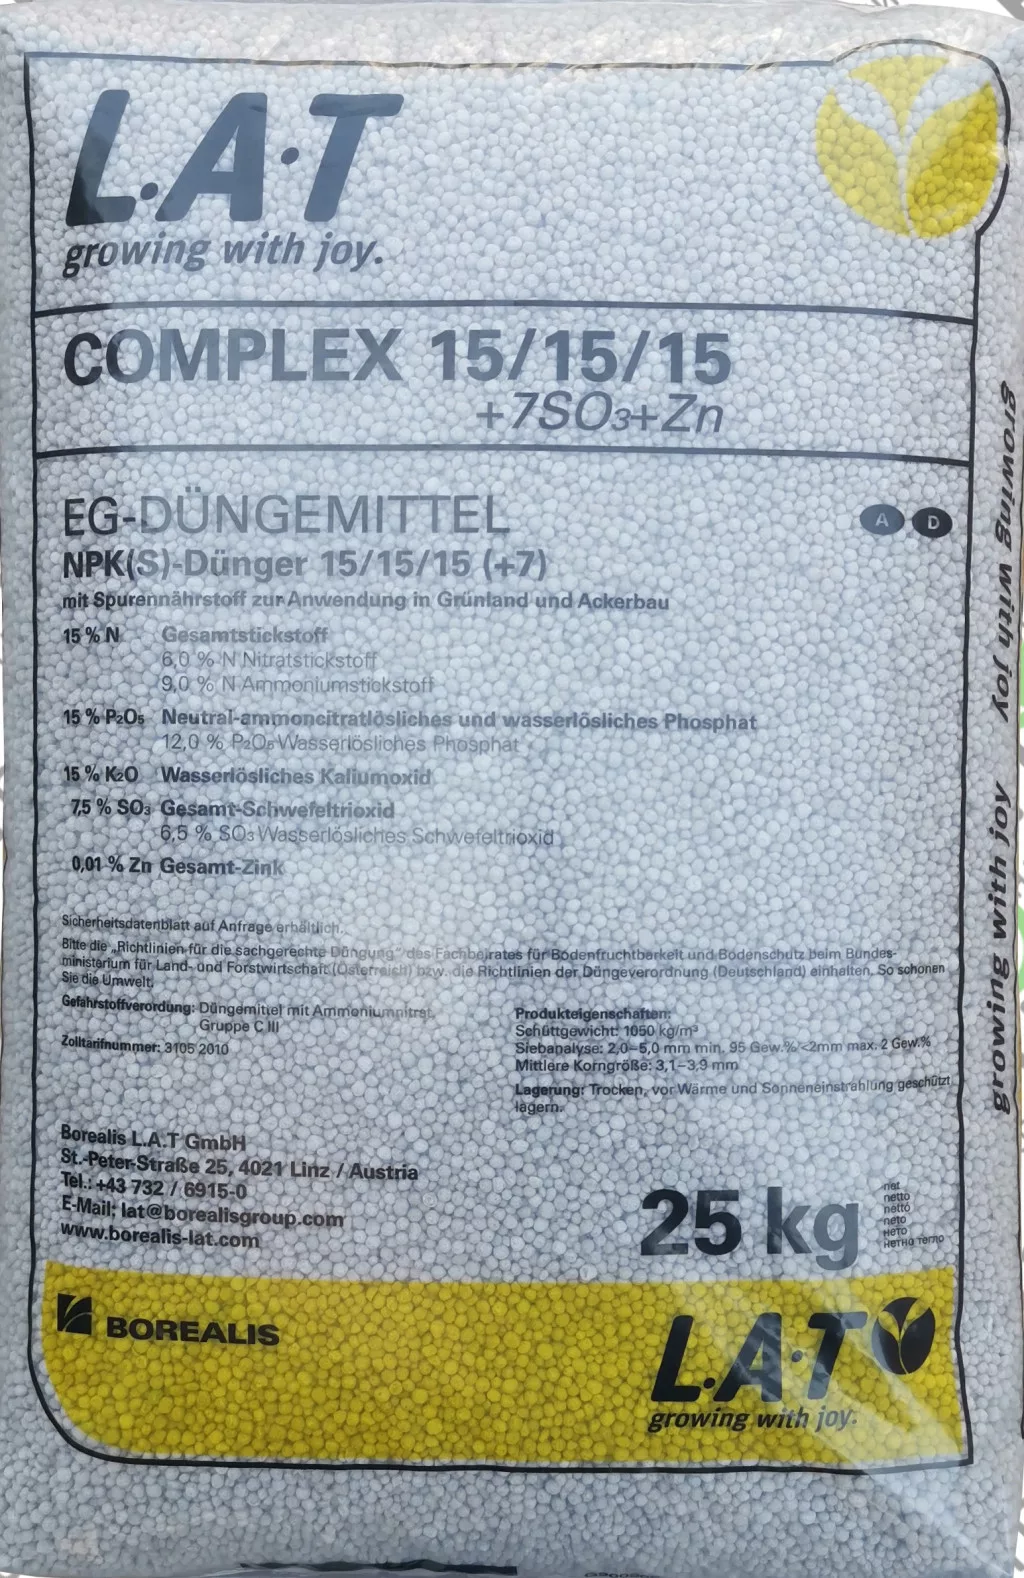 L.A.T
growing with joy.
COMPLEX 15/15/15
+7SO₃+Zn
EG-DÜNGEMITTEL
A D
NPK(S)-Dünger 15/15/15 (+7)
mit Spurennährstoff zur Anwendung in Grünland und Ackerbau
15 % N Gesamtstickstoff
6,0 % N Nitratstickstoff
9,0 % N Ammoniumstickstoff
15 % P₂O₅ Neutral-ammoncitratlösliches und wasserlösliches Phosphat
12,0 % P₂O₅ Wasserlösliches Phosphat
15 % K₂O Wasserlösliches Kaliumoxid
7,5 % SO₃ Gesamt-Schwefeltrioxid
6,5 % SO₃ Wasserlösliches Schwefeltrioxid
0,01 % Zn Gesamt-Zink
Sicherheitsdatenblatt auf Anfrage erhältlich.
Bitte die „Richtlinien für die sachgerechte Düngung" des Fachbeirates für Bodenfruchtbarkeit und Bodenschutz beim Bundes-
ministerium für Land- und Forstwirtschaft (Österreich) bzw. die Richtlinien der Düngeverordnung (Deutschland) einhalten. So schonen
Sie die Umwelt.
Gefahrstoffverordung: Düngemittel mit Ammoniumnitrat,
Gruppe C III
Zolltarifnummer: 3105 2010
Produkteigenschaften:
Schüttgewicht: 1050 kg/m³
Siebanalyse: 2,0–5,0 mm min. 95 Gew.% <2mm max. 2 Gew.%
Mittlere Korngröße: 3,1–3,9 mm
Lagerung: Trocken, vor Wärme und Sonneneinstrahlung geschützt
lagern.
Borealis L.A.T GmbH
St.-Peter-Straße 25, 4021 Linz / Austria
Tel.: +43 732 / 6915-0
E-Mail: lat@borealisgroup.com
www.borealis-lat.com
25 kg
net
netto
nettó
neto
нето
нетно тегло
BOREALIS
L.A.T
growing with joy.
growing with joy growing with joy